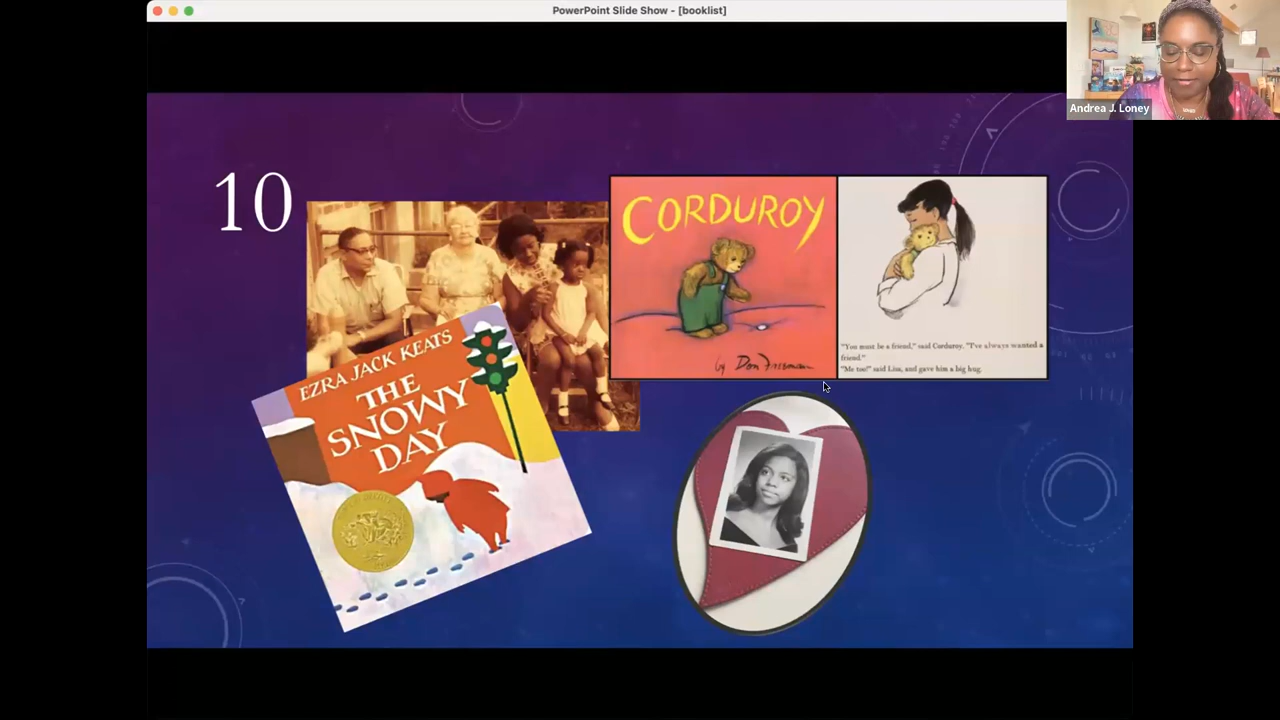 PowerPoint Slide Show - [booklist]
Andrea J. Loney
10
CORDUROY
by Don Freeman
"You must be a friend," said Corduroy. "I've always wanted a
friend."
"Me too!" said Lisa, and gave him a big hug.
EZRA JACK KEATS
THE
SNOWY
DAY